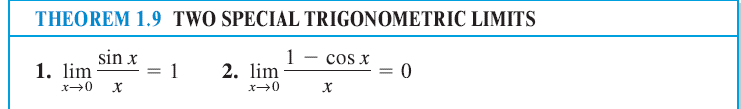 THEOREM 1.9 TWO SPECIAL TRIGONOMETRIC LIMITS
1. lim x→0 sin x / x = 1 2. lim x→0 1 − cos x / x = 0